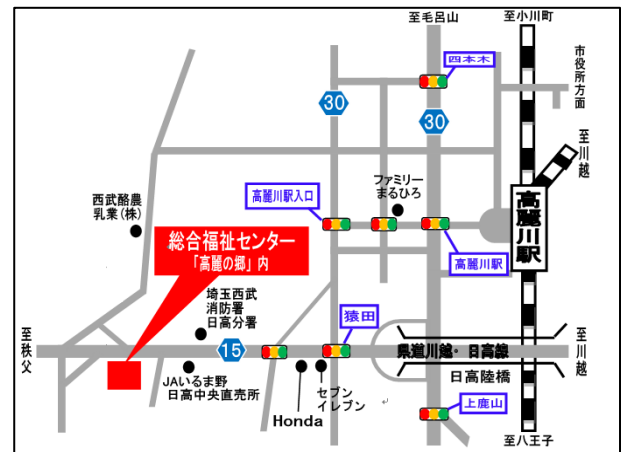 至毛呂山
至小川町
四本木
市役所方面
30
30
至川越
ファミリー
まるひろ
高麗川駅入口
西武酪農
乳業(株)
高麗川駅
高麗川駅
総合福祉センター
「高麗の郷」内
埼玉西武
消防署
日高分署
猿田
至秩父
15
県道川越・日高線
至川越
JAいるま野
日高中央直売所
セブン
イレブン
日高陸橋
Honda
上鹿山
至八王子